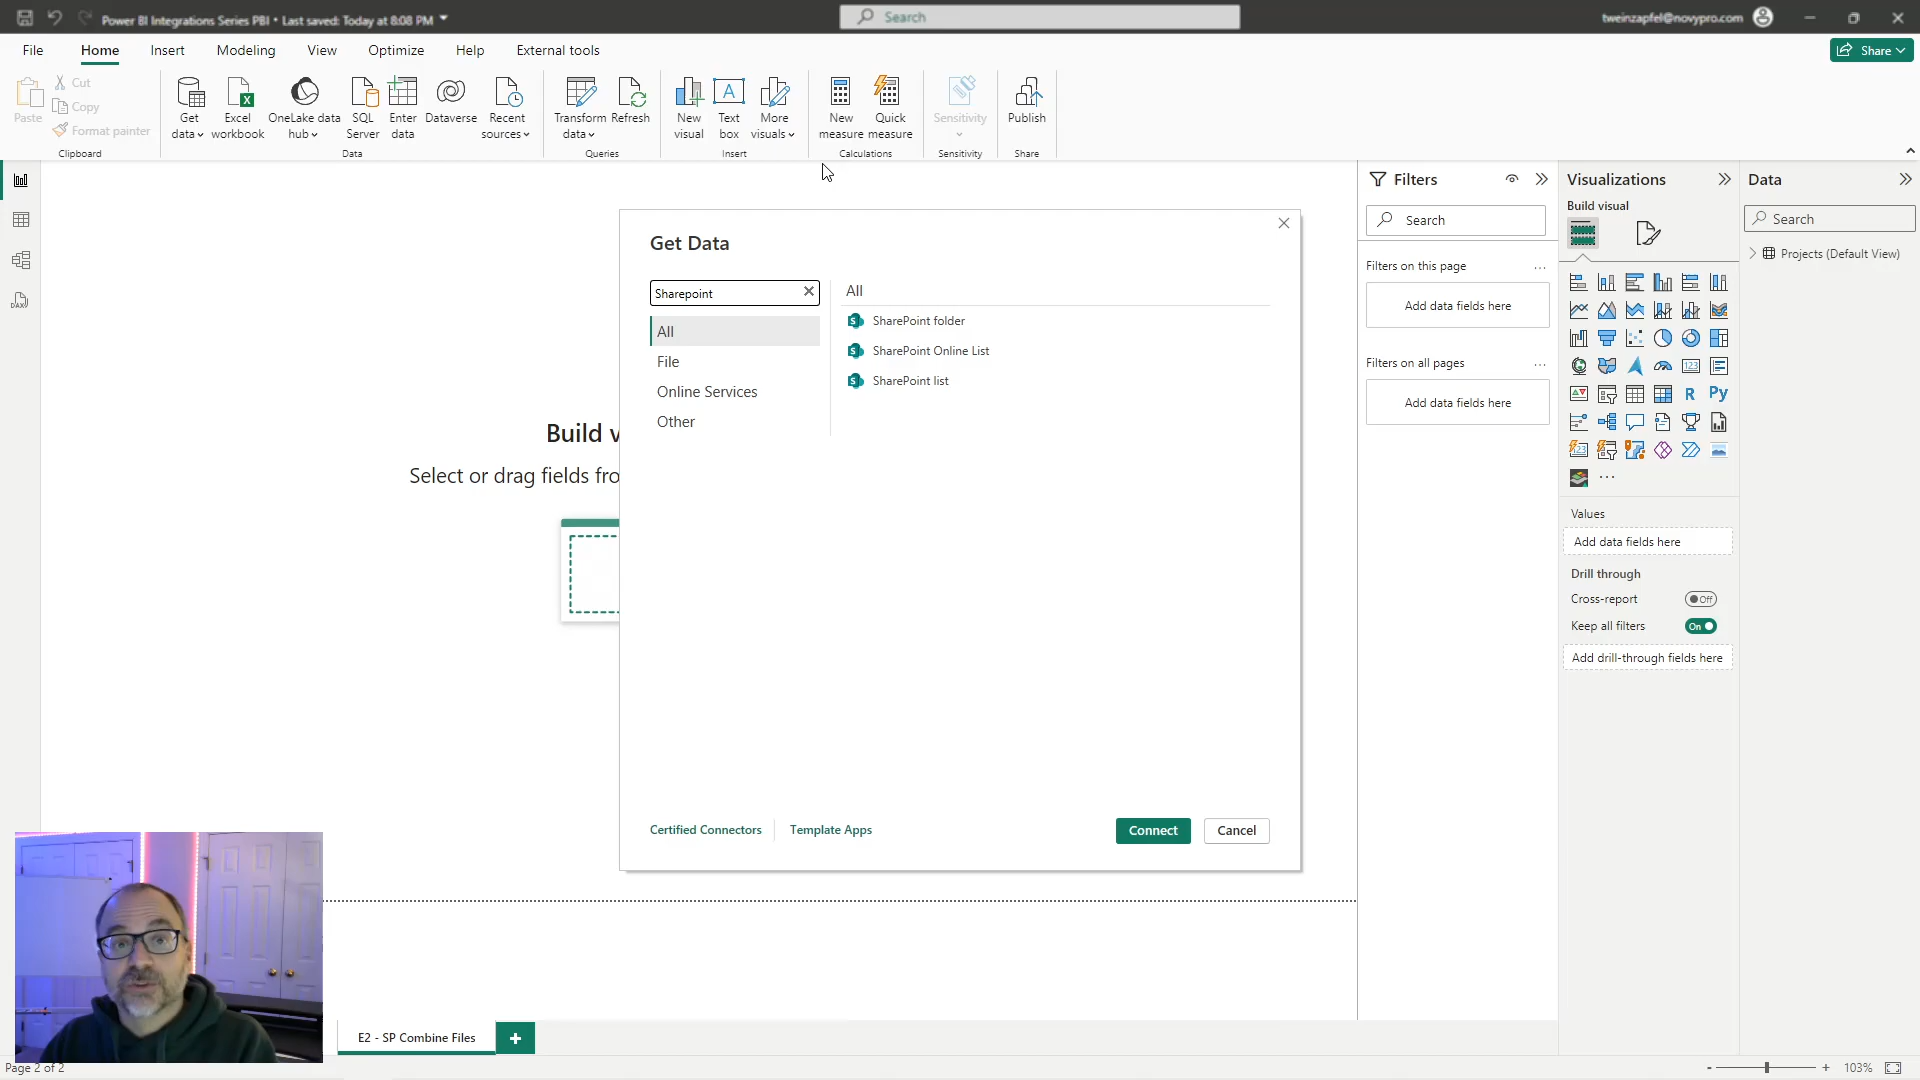 Power BI Integrations Series PBI • Last saved: Today at 8:08 PM
Search
tweinzapfel@novypro.com
File Home Insert Modeling View Optimize Help External tools
Share
Paste
Cut
Copy
Format painter
Clipboard
Get data
Excel workbook
OneLake data hub
SQL Server
Enter data
Dataverse
Recent sources
Data
Transform data
Refresh
Queries
New visual
Text box
More visuals
Insert
New measure
Quick measure
Calculations
Sensitivity
Sensitivity
Publish
Share
Build v
Select or drag fields fro
Get Data
Sharepoint
All
File
Online Services
Other
All
SharePoint folder
SharePoint Online List
SharePoint list
Certified Connectors
Template Apps
Connect
Cancel
Filters
Search
Filters on this page
Add data fields here
Filters on all pages
Add data fields here
Visualizations
Build visual
R
Py
Values
Add data fields here
Drill through
Cross-report
Off
Keep all filters
On
Add drill-through fields here
Data
Search
Projects (Default View)
E2 - SP Combine Files
Page 2 of 2
103%